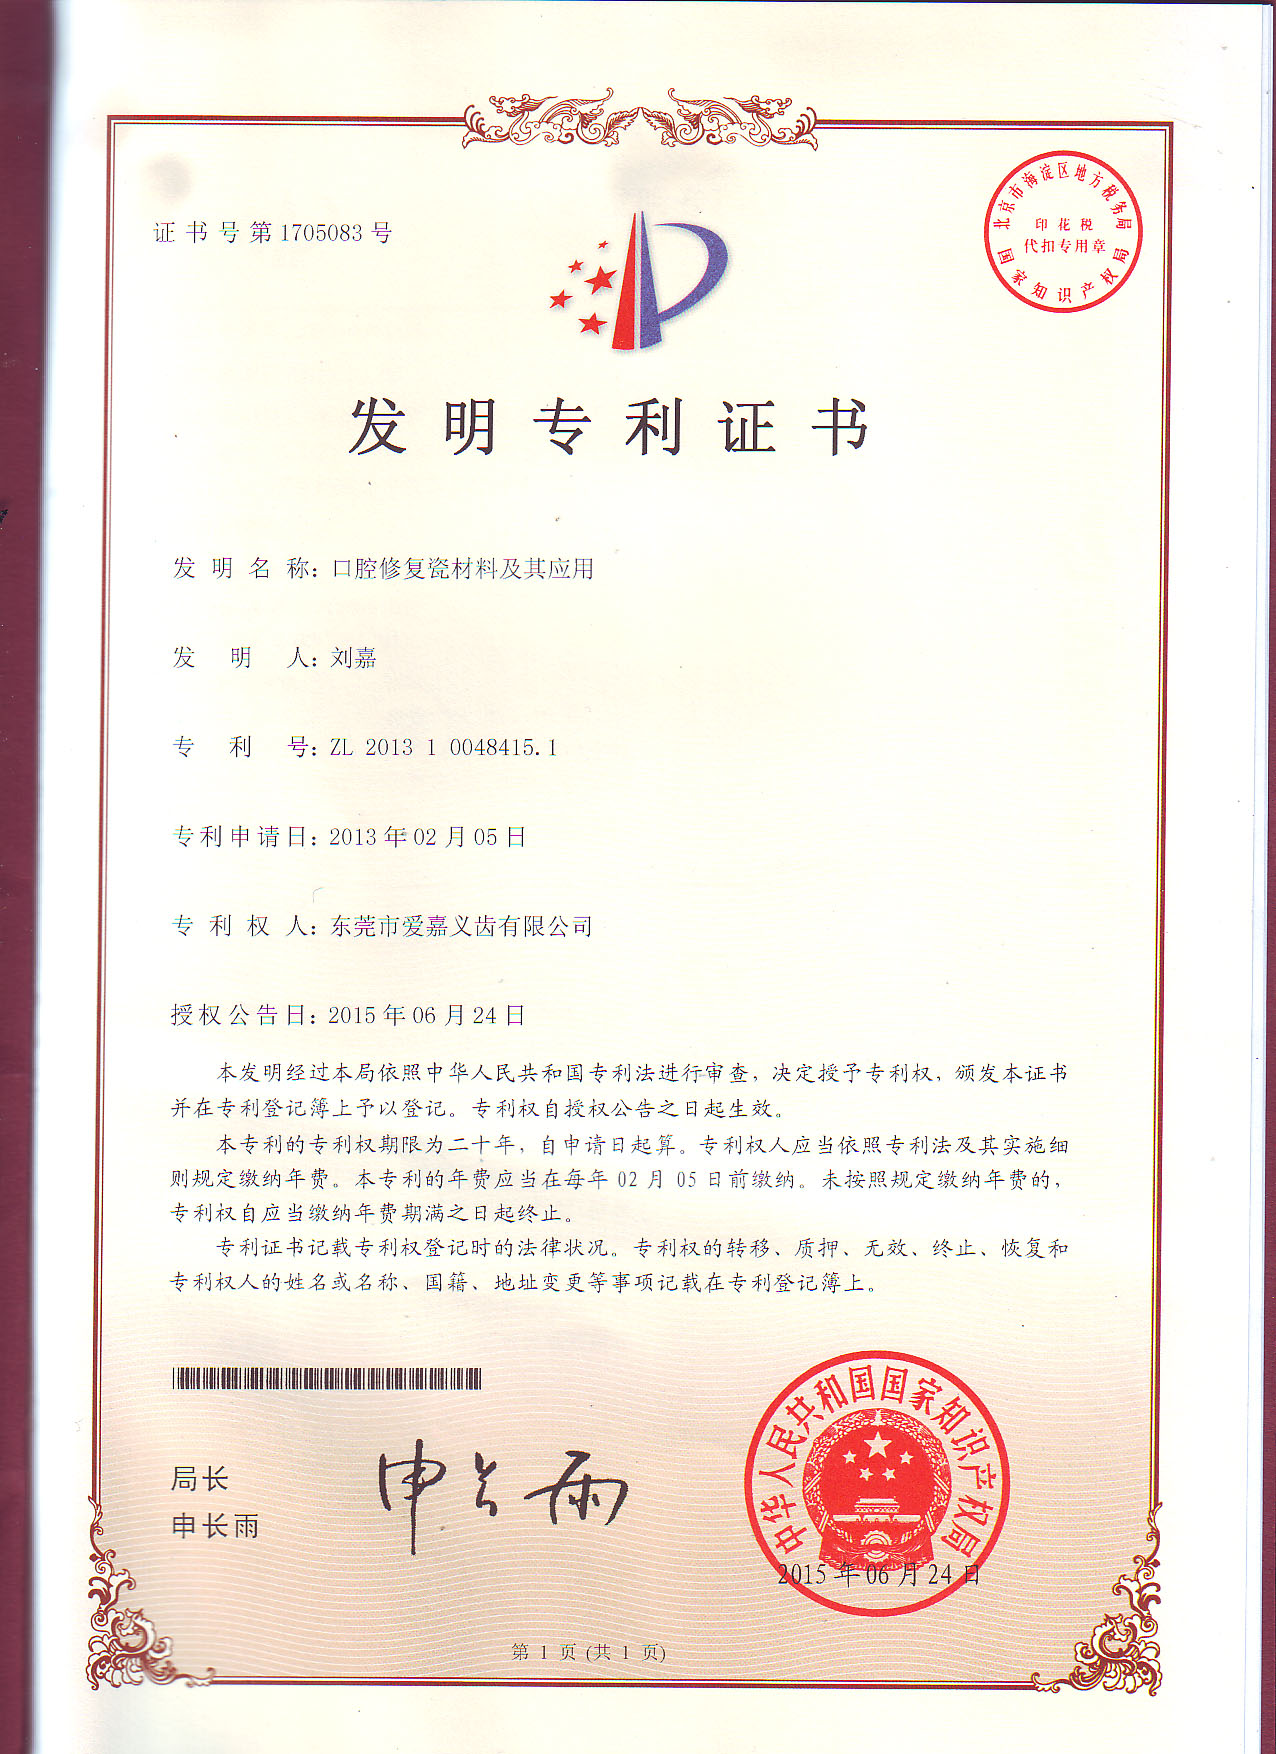 证书号第1705083号
北京市海淀区地方税务局
印花税
代扣专用章
国家知识产权局
发明专利证书
发明名称：口腔修复瓷材料及其应用
发明人：刘嘉
专利号：ZL 2013 1 0048415.1
专利申请日：2013年02月05日
专利权人：东莞市爱嘉义齿有限公司
授权公告日：2015年06月24日
本发明经过本局依照中华人民共和国专利法进行审查，决定授予专利权，颁发本证书
并在专利登记簿上予以登记。专利权自授权公告之日起生效。
本专利的专利权期限为二十年，自申请日起算。专利权人应当依照专利法及其实施细
则规定缴纳年费。本专利的年费应当在每年 02 月 05 日前缴纳。未按照规定缴纳年费的，
专利权自应当缴纳年费期满之日起终止。
专利证书记载专利权登记时的法律状况。专利权的转移、质押、无效、终止、恢复和
专利权人的姓名或名称、国籍、地址变更等事项记载在专利登记簿上。
局长
申长雨
申长雨
中华人民共和国国家知识产权局
2015年06月24日
第 1 页 (共 1 页)